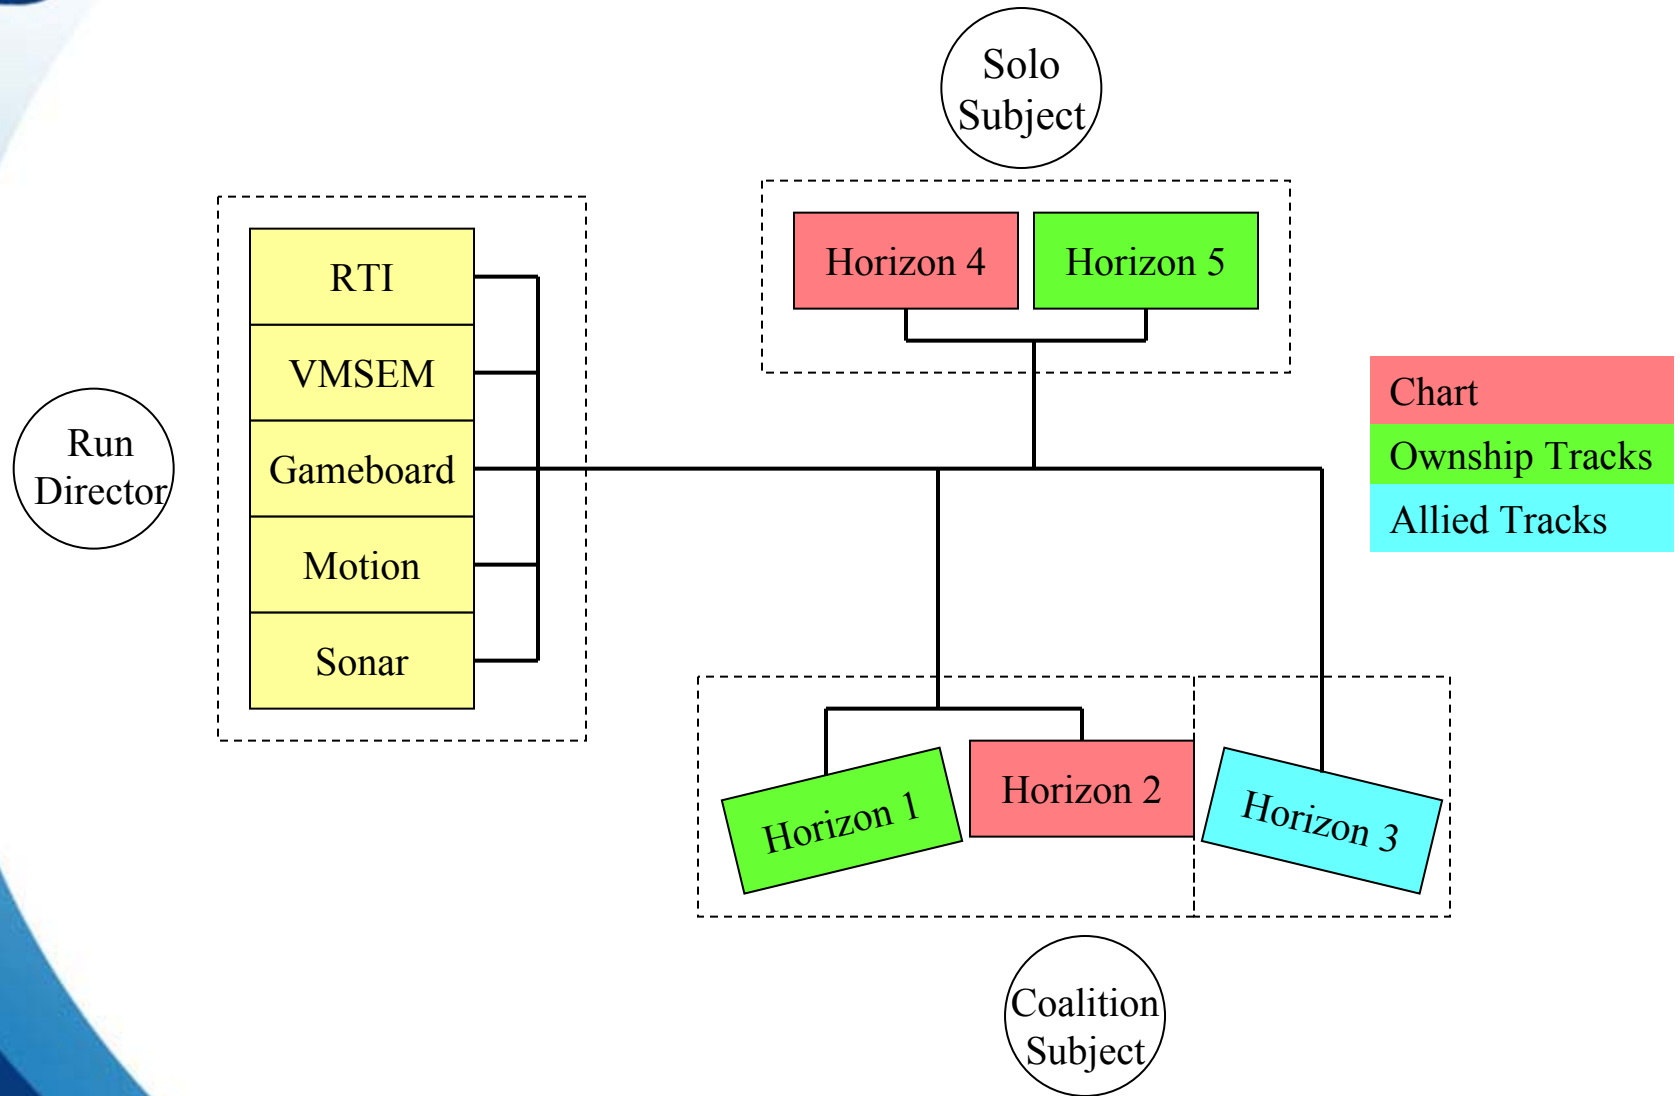 Solo
Subject
Horizon 4
Horizon 5
RTI
VMSEM
Gameboard
Motion
Sonar
Run
Director
Chart
Ownship Tracks
Allied Tracks
Horizon 1
Horizon 2
Horizon 3
Coalition
Subject